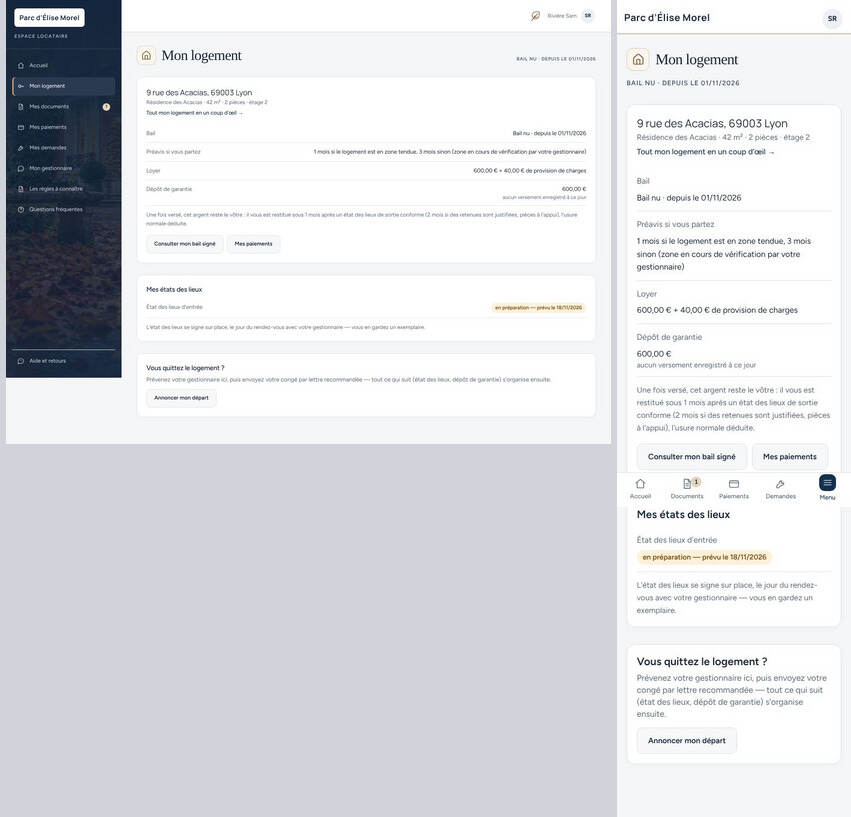 Parc d'Élise Morel
ESPACE LOCATAIRE
Accueil
Mon logement
Mes documents 1
Mes paiements
Mes demandes
Mon gestionnaire
Les règles à connaître
Questions fréquentes
Aide et retours
Rivière Sam SR
Mon logement
BAIL NU · DEPUIS LE 01/11/2026
9 rue des Acacias, 69003 Lyon
Résidence des Acacias · 42 m² · 2 pièces · étage 2
Tout mon logement en un coup d'œil →
Bail Bail nu · depuis le 01/11/2026
Préavis si vous partez 1 mois si le logement est en zone tendue, 3 mois sinon (zone en cours de vérification par votre gestionnaire)
Loyer 600,00 € + 40,00 € de provision de charges
Dépôt de garantie 600,00 €
aucun versement enregistré à ce jour
Une fois versé, cet argent reste le vôtre : il vous est restitué sous 1 mois après un état des lieux de sortie conforme (2 mois si des retenues sont justifiées, pièces à l'appui), l'usure
normale déduite.
Consulter mon bail signé Mes paiements
Mes états des lieux
État des lieux d'entrée en préparation — prévu le 18/11/2026
L'état des lieux se signe sur place, le jour du rendez-vous avec votre gestionnaire — vous en gardez un exemplaire.
Vous quittez le logement ?
Prévenez votre gestionnaire ici, puis envoyez votre congé par lettre recommandée — tout ce qui suit (état des lieux, dépôt de garantie) s'organise ensuite.
Annoncer mon départ
Parc d'Élise Morel SR
Mon logement
BAIL NU · DEPUIS LE 01/11/2026
9 rue des Acacias, 69003 Lyon
Résidence des Acacias · 42 m² · 2 pièces · étage 2
Tout mon logement en un coup d'œil →
Bail
Bail nu · depuis le 01/11/2026
Préavis si vous partez
1 mois si le logement est en zone tendue, 3 mois
sinon (zone en cours de vérification par votre
gestionnaire)
Loyer
600,00 € + 40,00 € de provision de charges
Dépôt de garantie
600,00 €
aucun versement enregistré à ce jour
Une fois versé, cet argent reste le vôtre : il vous est
restitué sous 1 mois après un état des lieux de sortie
conforme (2 mois si des retenues sont justifiées, pièces
à l'appui), l'usure normale déduite.
Consulter mon bail signé Mes paiements
Accueil Documents 1 Paiements Demandes Menu
Mes états des lieux
État des lieux d'entrée
en préparation — prévu le 18/11/2026
L'état des lieux se signe sur place, le jour du rendez-
vous avec votre gestionnaire — vous en gardez un
exemplaire.
Vous quittez le logement ?
Prévenez votre gestionnaire ici, puis envoyez votre
congé par lettre recommandée — tout ce qui suit
(état des lieux, dépôt de garantie) s'organise
ensuite.
Annoncer mon départ